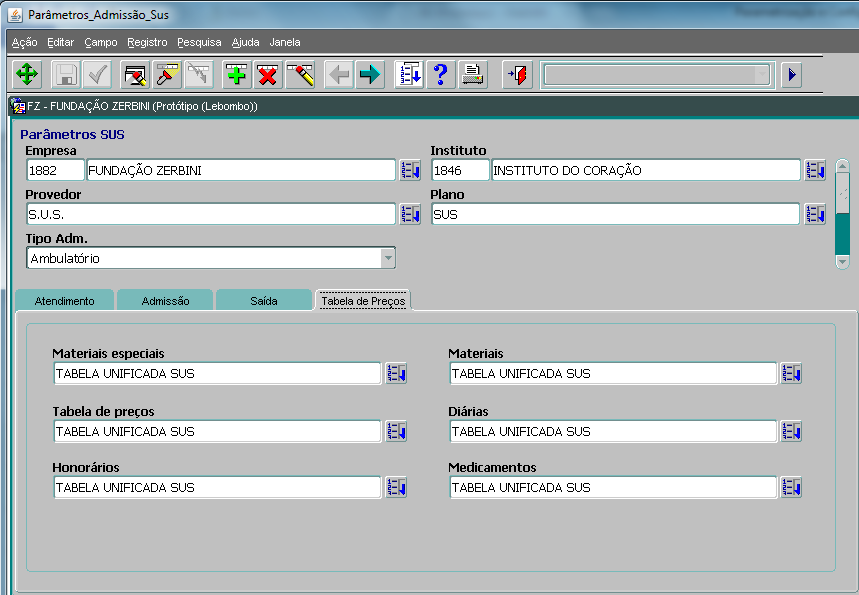 Parâmetros_Admissão_Sus
Ação Editar Campo Registro Pesquisa Ajuda Janela
FZ - FUNDAÇÃO ZERBINI (Protótipo (Lebombo))
Parâmetros SUS
Empresa Instituto
1882 FUNDAÇÃO ZERBINI 1846 INSTITUTO DO CORAÇÃO
Provedor Plano
S.U.S. SUS
Tipo Adm.
Ambulatório
Atendimento Admissão Saída Tabela de Preços
Materiais especiais Materiais
TABELA UNIFICADA SUS TABELA UNIFICADA SUS
Tabela de preços Diárias
TABELA UNIFICADA SUS TABELA UNIFICADA SUS
Honorários Medicamentos
TABELA UNIFICADA SUS TABELA UNIFICADA SUS